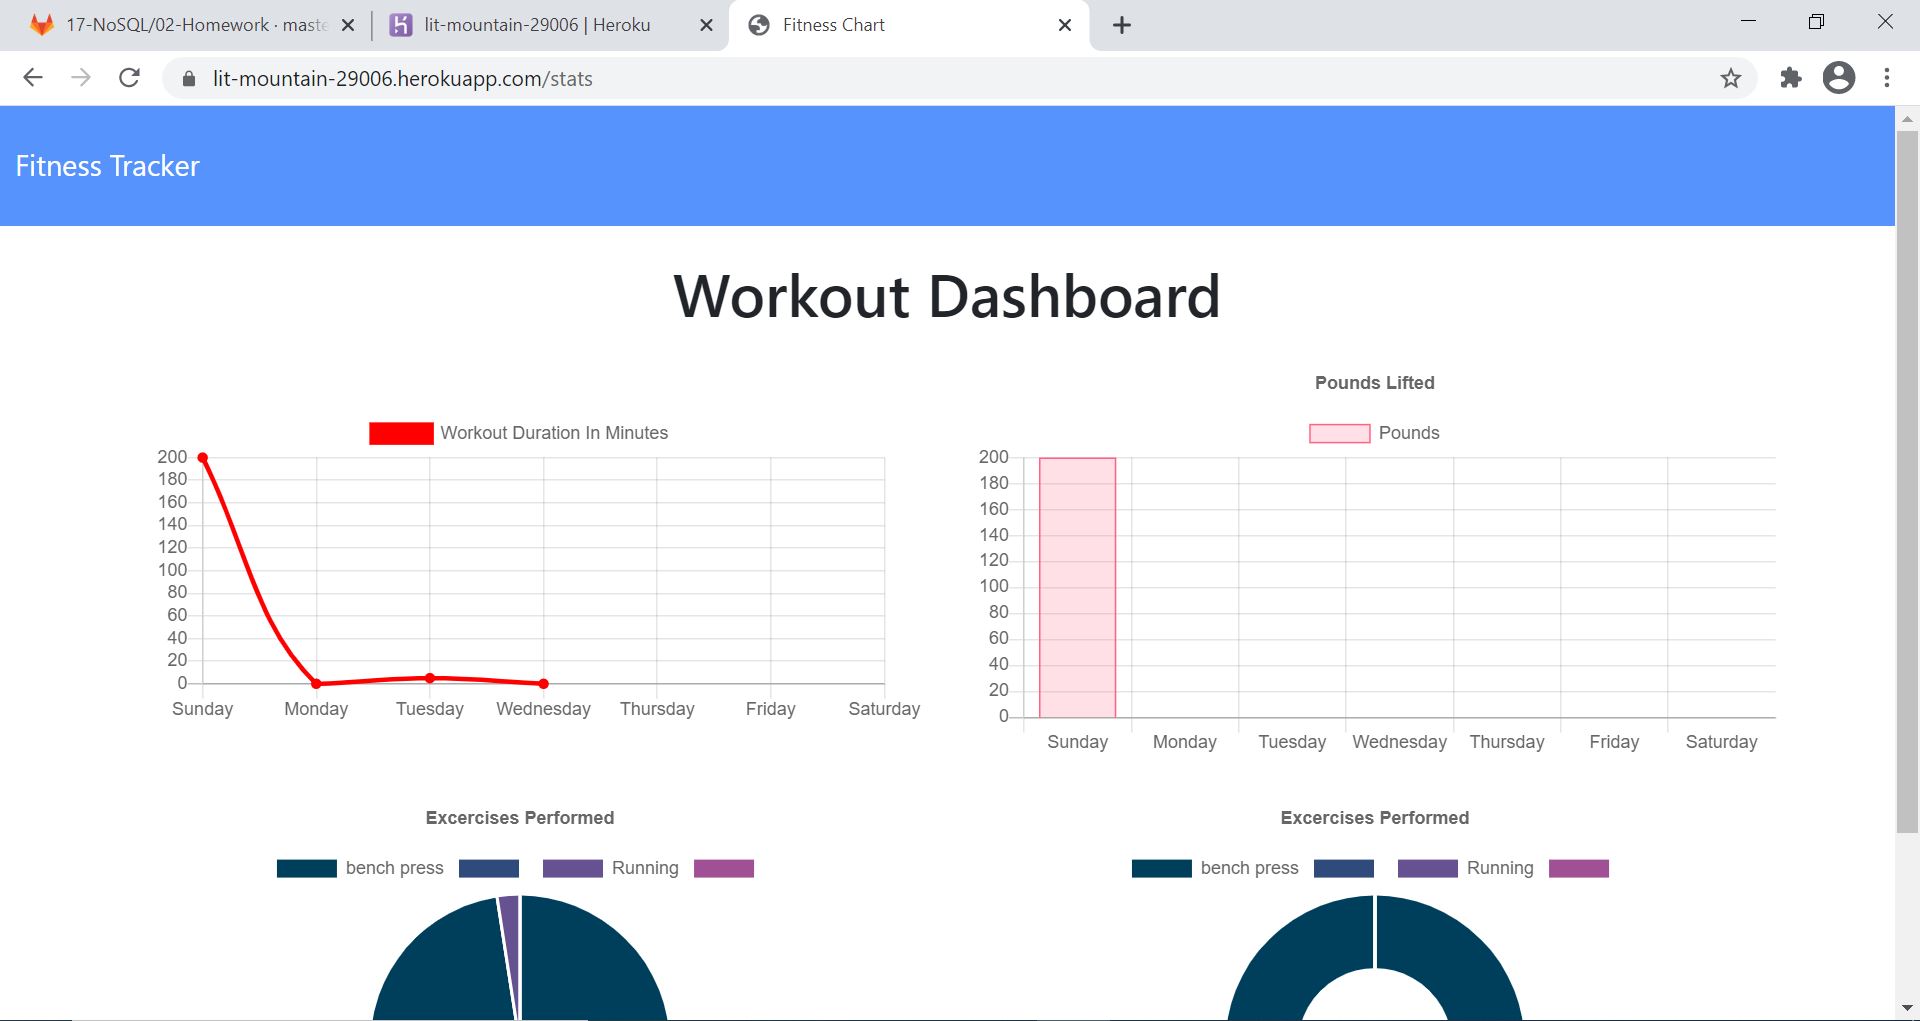 17-NoSQL/02-Homework · maste
lit-mountain-29006 | Heroku
Fitness Chart
lit-mountain-29006.herokuapp.com/stats
Fitness Tracker
Workout Dashboard
Workout Duration In Minutes
200
180
160
140
120
100
80
60
40
20
0
Sunday Monday Tuesday Wednesday Thursday Friday Saturday
Pounds Lifted
Pounds
200
180
160
140
120
100
80
60
40
20
0
Sunday Monday Tuesday Wednesday Thursday Friday Saturday
Excercises Performed
bench press Running
Excercises Performed
bench press Running